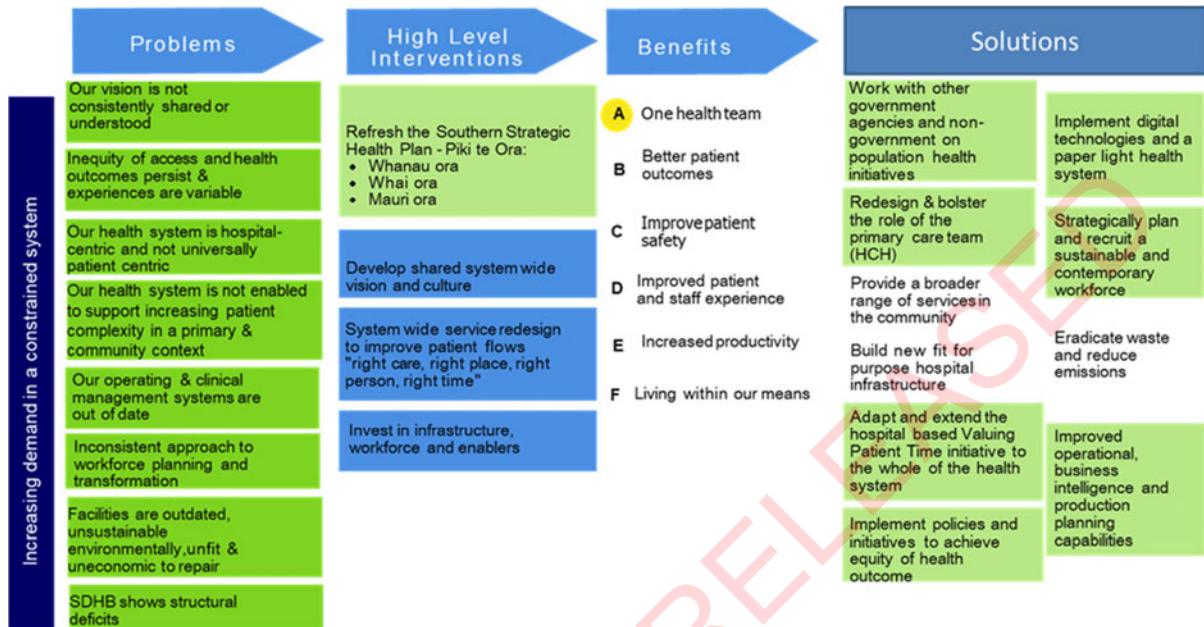 Problems
High Level
Interventions
Benefits
Solutions
Increasing demand in a constrained system
Our vision is not
consistently shared or
understood
Inequity of access and health
outcomes persist &
experiences are variable
Our health system is hospital-
centric and not universally
patient centric
Our health system is not enabled
to support increasing patient
complexity in a primary &
community context
Our operating & clinical
management systems are
out of date
Inconsistent approach to
workforce planning and
transformation
Facilities are outdated,
unsustainable
environmentally,unfit &
uneconomic to repair
SDHB shows structural
deficits
Refresh the Southern Strategic
Health Plan - Piki te Ora:
• Whanau ora
• Whai ora
• Mauri ora
Develop shared system wide
vision and culture
System wide service redesign
to improve patient flows
"right care, right place, right
person, right time"
Invest in infrastructure,
workforce and enablers
A One health team
B Better patient
outcomes
C Improve patient
safety
D Improved patient
and staff experience
E Increased productivity
F Living within our means
Work with other
government
agencies and non-
government on
population health
initiatives
Redesign & bolster
the role of the
primary care team
(HCH)
Provide a broader
range of services in
the community
Build new fit for
purpose hospital
infrastructure
Adapt and extend the
hospital based Valuing
Patient Time initiative to
the whole of the health
system
Implement policies and
initiatives to achieve
equity of health
outcome
Implement digital
technologies and a
paper light health
system
Strategically plan
and recruit a
sustainable and
contemporary
workforce
Eradicate waste
and reduce
emissions
Improved
operational,
business
intelligence and
production
planning
capabilities
RELEASED